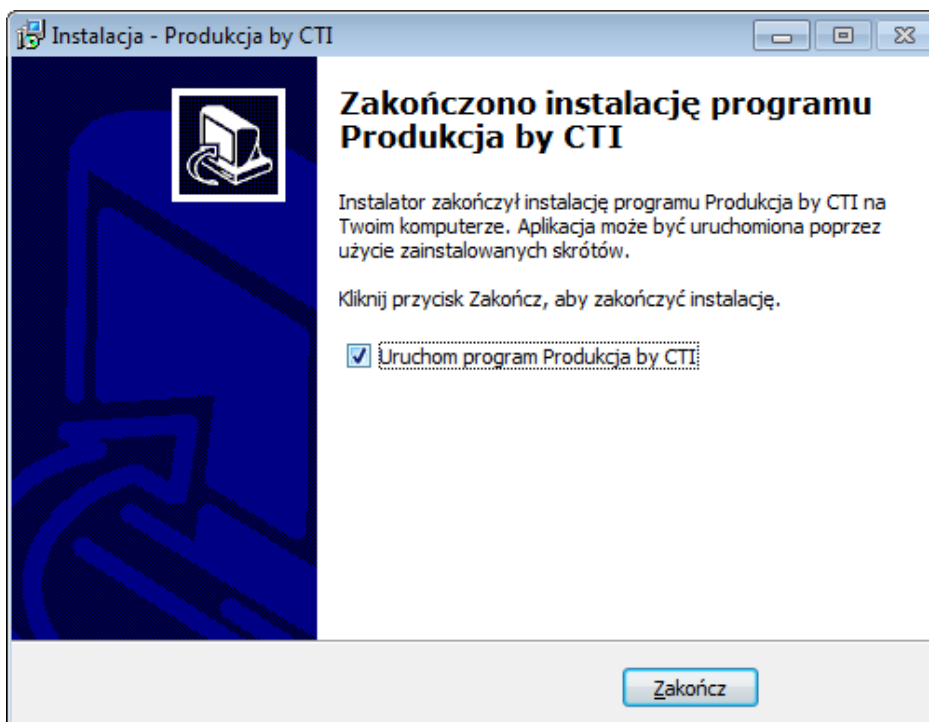 Instalacja - Produkcja by CTI
Zakończono instalację programu
Produkcja by CTI
Instalator zakończył instalację programu Produkcja by CTI na
Twoim komputerze. Aplikacja może być uruchomiona poprzez
użycie zainstalowanych skrótów.
Kliknij przycisk Zakończ, aby zakończyć instalację.
Uruchom program Produkcja by CTI
Zakończ